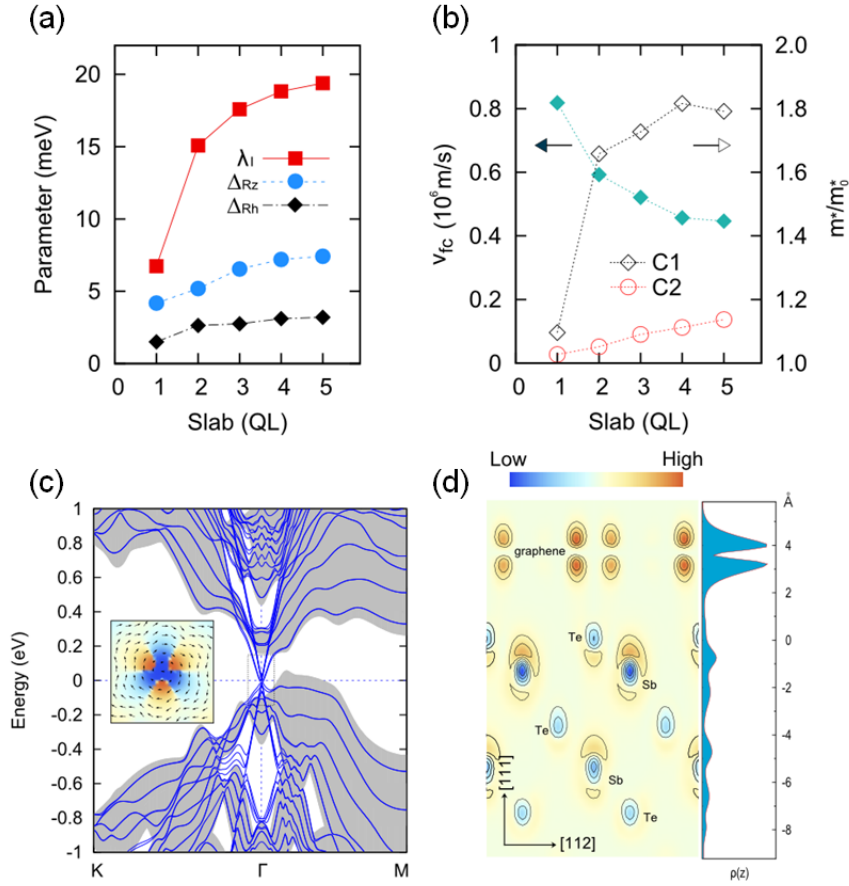 (a)
Parameter (meV)
20
15
10
5
0
λI
ΔRz
ΔRh
0 1 2 3 4 5
Slab (QL)
(b)
vfc (10⁶ m/s)
0.8
0.6
0.4
0.2
0
2.0
1.8
1.6
1.4
1.2
1.0
m*/m*0
C1
C2
0 1 2 3 4 5
Slab (QL)
(c)
Energy (eV)
1
0.8
0.6
0.4
0.2
0
-0.2
-0.4
-0.6
-0.8
-1
K Γ M
(d)
Low High
Å
graphene
4
2
Te
0
Sb
-2
Te
-4
[111]
Sb
-6
Te
-8
[112]
ρ(z)